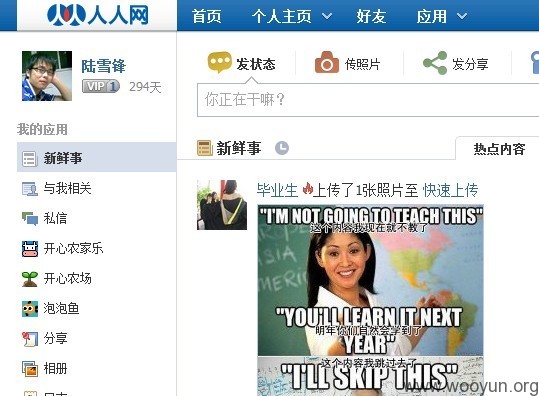 人人网 首页 个人主页 好友 应用
陆雪锋
VIP 1 294天
发状态 传照片 发分享
你正在干嘛？
我的应用
新鲜事
与我相关
私信
开心农家乐
开心农场
泡泡鱼
分享
相册
新鲜事 热点内容
毕业生 上传了1张照片至 快速上传
"I'M NOT GOING TO TEACH THIS"
这个内容我现在就不教了
"YOU'LL LEARN IT NEXT
明年你们自然会学到了
YEAR"
这个内容我跳过去了
"I'LL SKIP THIS"
www.wooyun.org